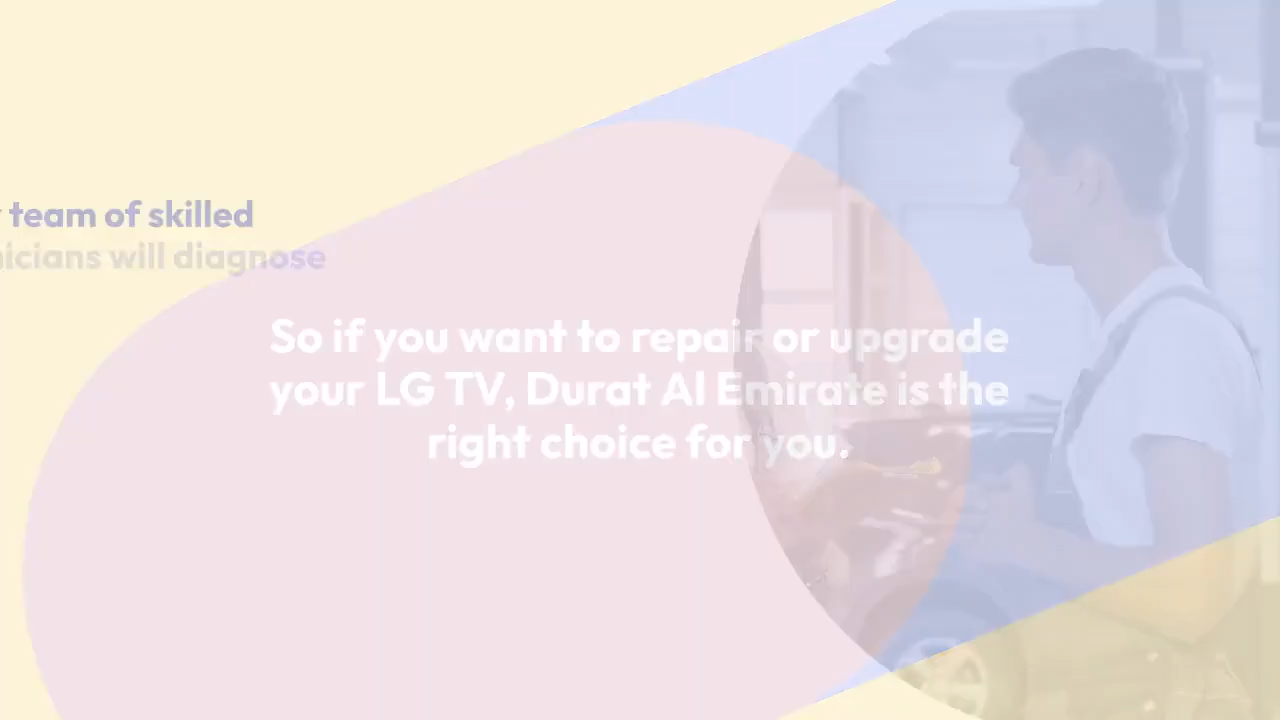 team of skilled
will diagnose
So if you want to repair or upgrade
your LG TV, Durat Al Emirate is the
right choice for you.